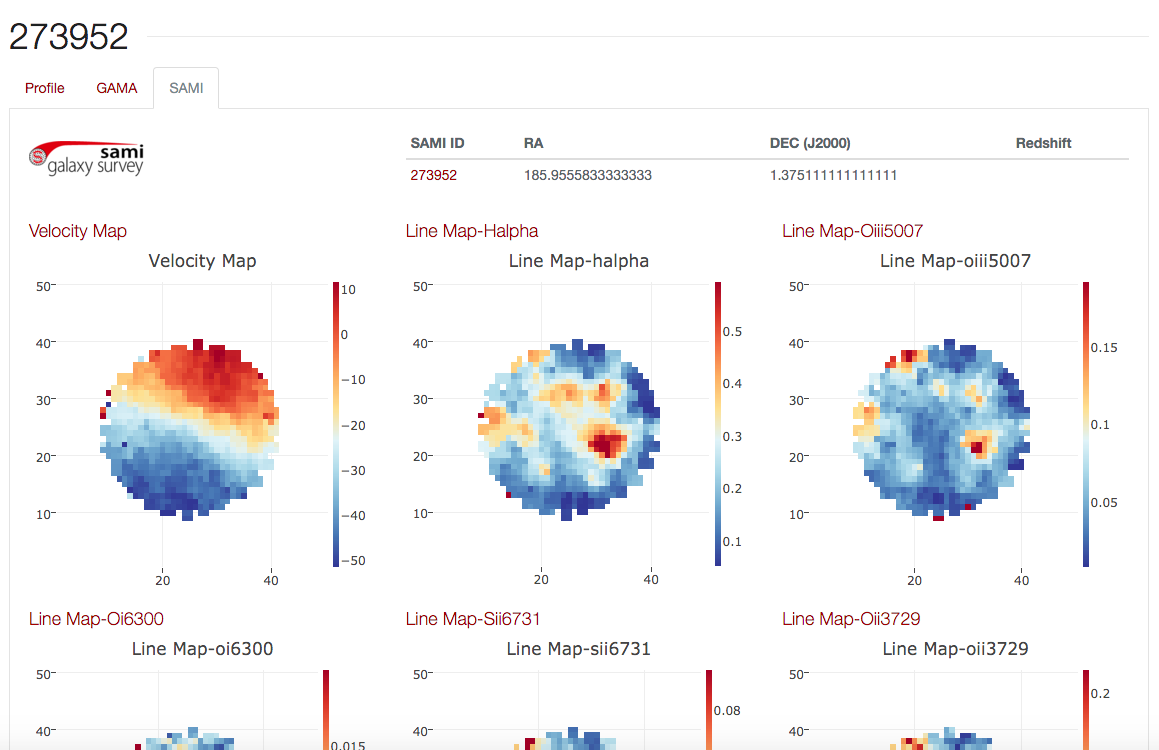 273952
Profile GAMA SAMI
sami
galaxy survey
SAMI ID RA DEC (J2000) Redshift
273952 185.9555833333333 1.375111111111111
Velocity Map Line Map-Halpha Line Map-Oiii5007
Velocity Map Line Map-halpha Line Map-oiii5007
50 40 30 20 10
20 40
10 0 −10 −20 −30 −40 −50
50 40 30 20 10
20 40
0.5 0.4 0.3 0.2 0.1
50 40 30 20 10
20 40
0.15 0.1 0.05
Line Map-Oi6300 Line Map-Sii6731 Line Map-Oii3729
Line Map-oi6300 Line Map-sii6731 Line Map-oii3729
50 40
0.015
50 40
0.08
50 40
0.2